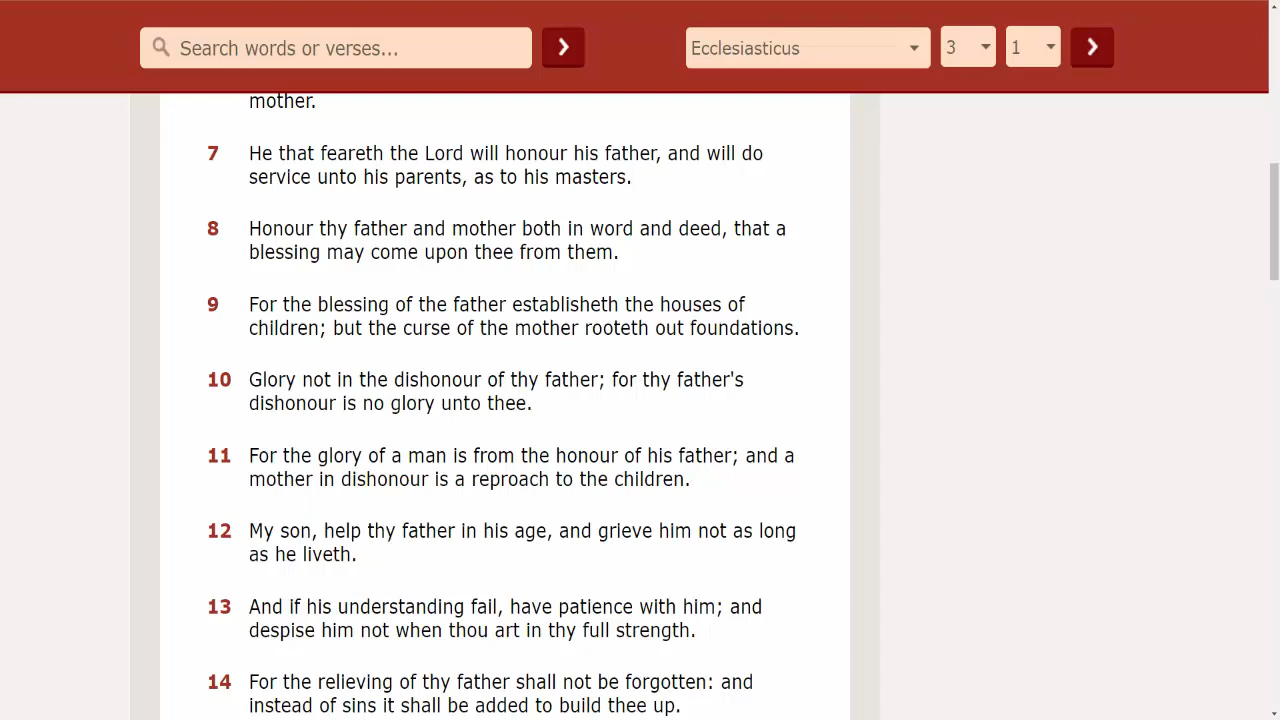 Search words or verses...
Ecclesiasticus
3
1
mother.
7 He that feareth the Lord will honour his father, and will do
service unto his parents, as to his masters.
8 Honour thy father and mother both in word and deed, that a
blessing may come upon thee from them.
9 For the blessing of the father establisheth the houses of
children; but the curse of the mother rooteth out foundations.
10 Glory not in the dishonour of thy father; for thy father's
dishonour is no glory unto thee.
11 For the glory of a man is from the honour of his father; and a
mother in dishonour is a reproach to the children.
12 My son, help thy father in his age, and grieve him not as long
as he liveth.
13 And if his understanding fail, have patience with him; and
despise him not when thou art in thy full strength.
14 For the relieving of thy father shall not be forgotten: and
instead of sins it shall be added to build thee up.